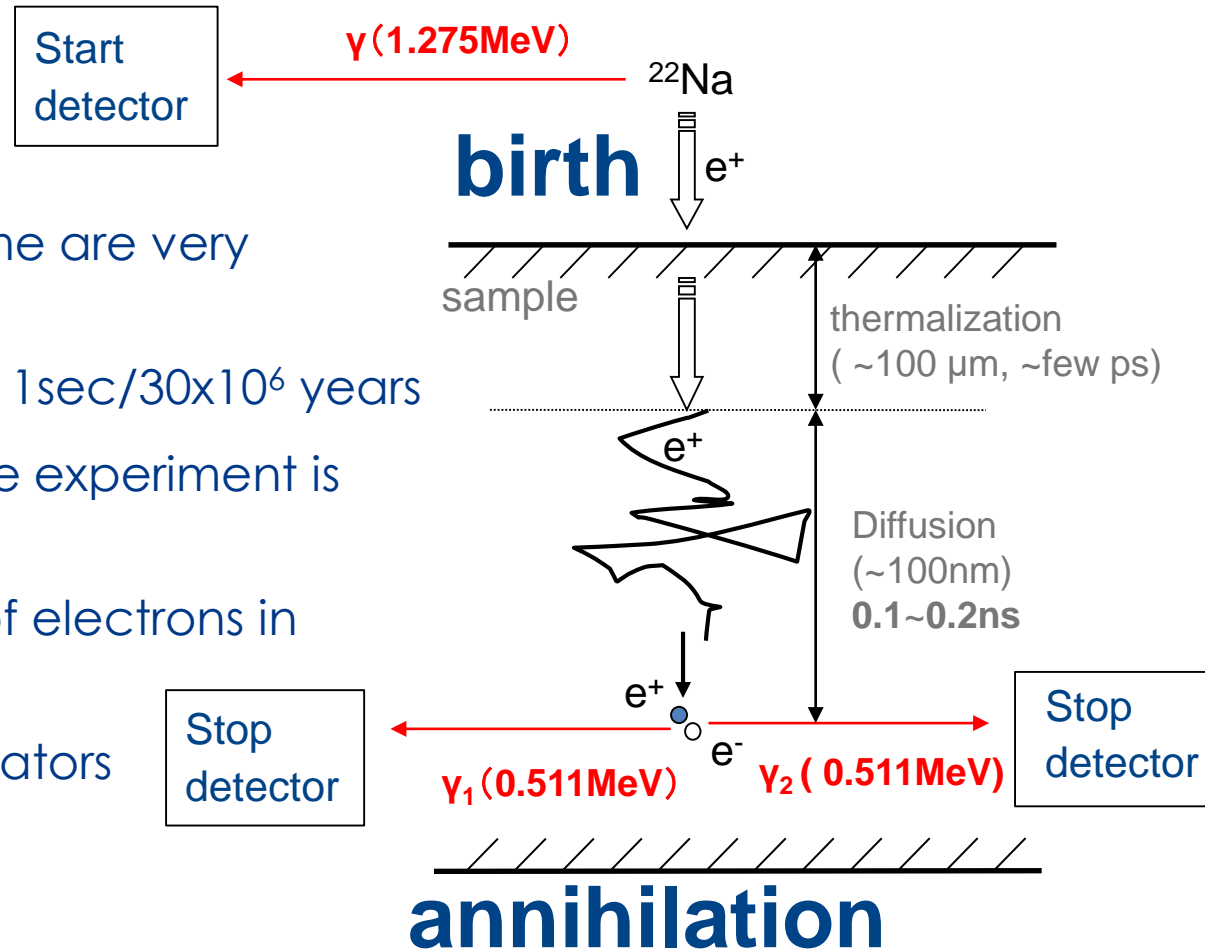 Start
detector
γ(1.275MeV)
²²Na
birth
e⁺
ne are very
sample
thermalization
( ~100 µm, ~few ps)
1sec/30x10⁶ years
e⁺
e experiment is
Diffusion
(~100nm)
0.1~0.2ns
of electrons in
e⁺
Stop
detector
e⁻
Stop
detector
ators
γ₁(0.511MeV)
γ₂ ( 0.511MeV)
annihilation